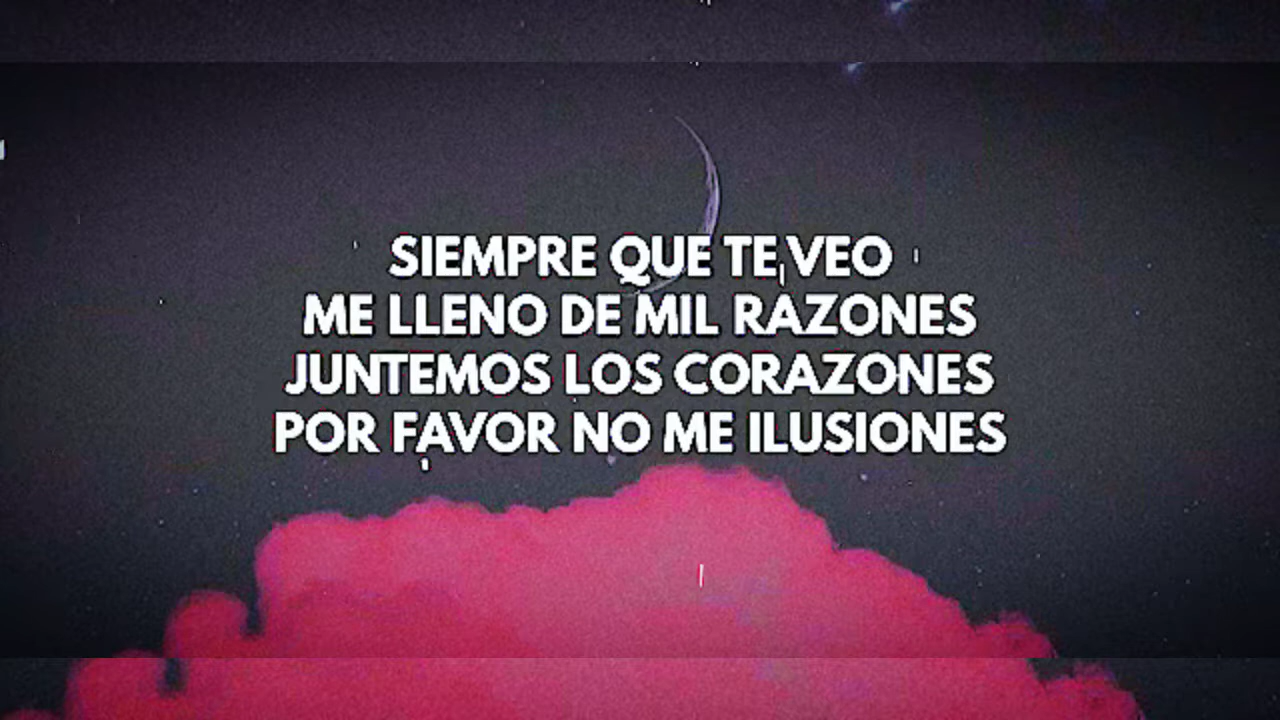 SIEMPRE QUE TE VEO
ME LLENO DE MIL RAZONES
JUNTEMOS LOS CORAZONES
POR FAVOR NO ME ILUSIONES